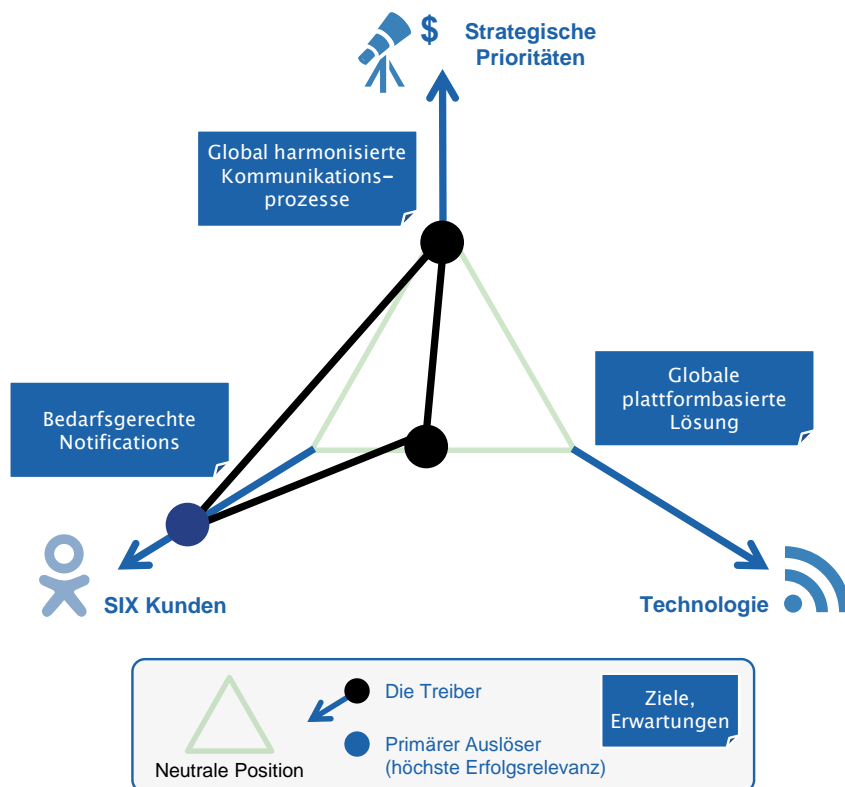 $ Strategische
Prioritäten
Global harmonisierte
Kommunikations-
prozesse
Globale
plattformbasierte
Lösung
Bedarfsgerechte
Notifications
SIX Kunden
Technologie
Die Treiber
Primärer Auslöser
(höchste Erfolgsrelevanz)
Neutrale Position
Ziele,
Erwartungen